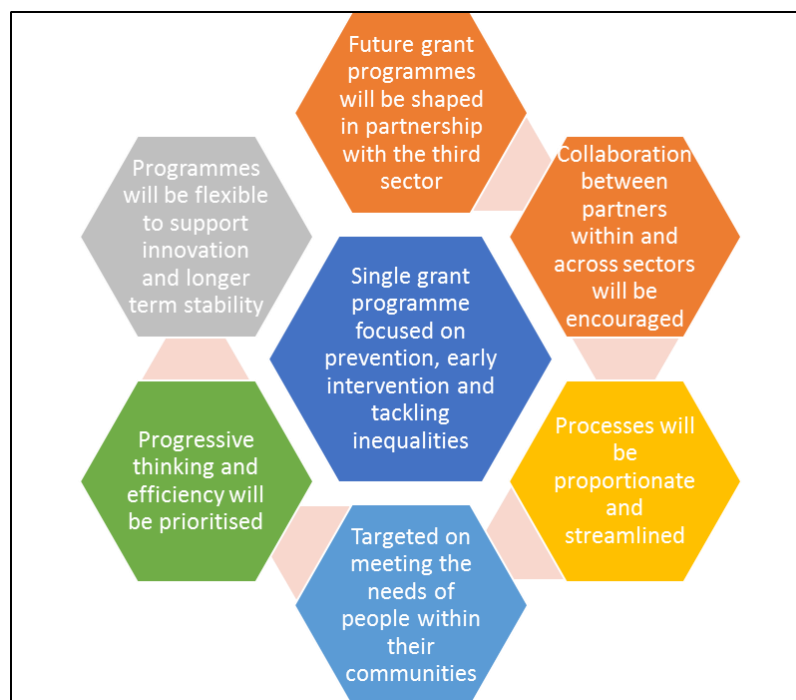 Future grant
programmes
will be shaped
in partnership
with the third
sector
Collaboration
between
partners
within and
across sectors
will be
encouraged
Processes will
be
proportionate
and
streamlined
Targeted on
meeting the
needs of
people within
their
communities
Progressive
thinking and
efficiency will
be prioritised
Programmes
will be flexible
to support
innovation
and longer
term stability
Single grant
programme
focused on
prevention, early
intervention and
tackling
inequalities